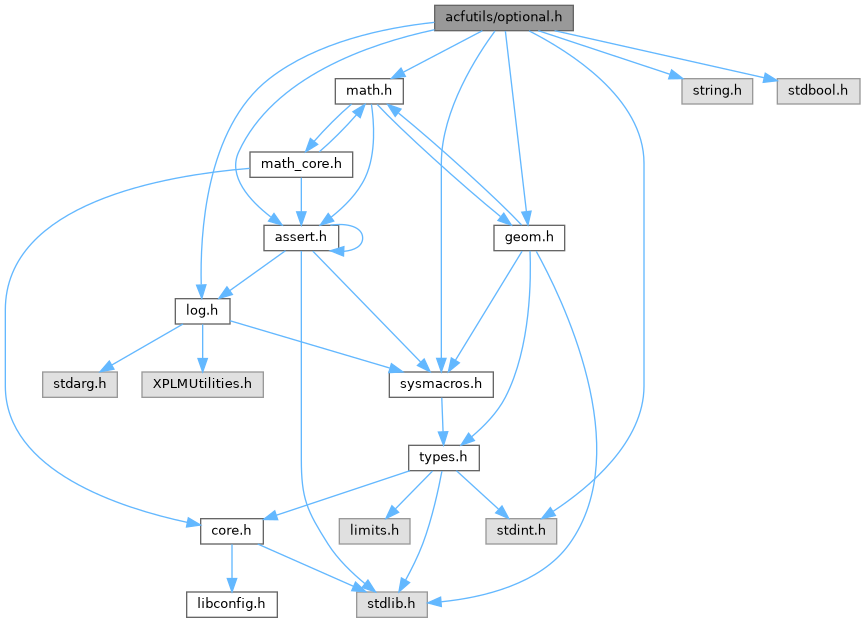 acfutils/optional.h
math.h
string.h
stdbool.h
math_core.h
assert.h
geom.h
log.h
stdarg.h
XPLMUtilities.h
sysmacros.h
types.h
core.h
limits.h
stdint.h
libconfig.h
stdlib.h